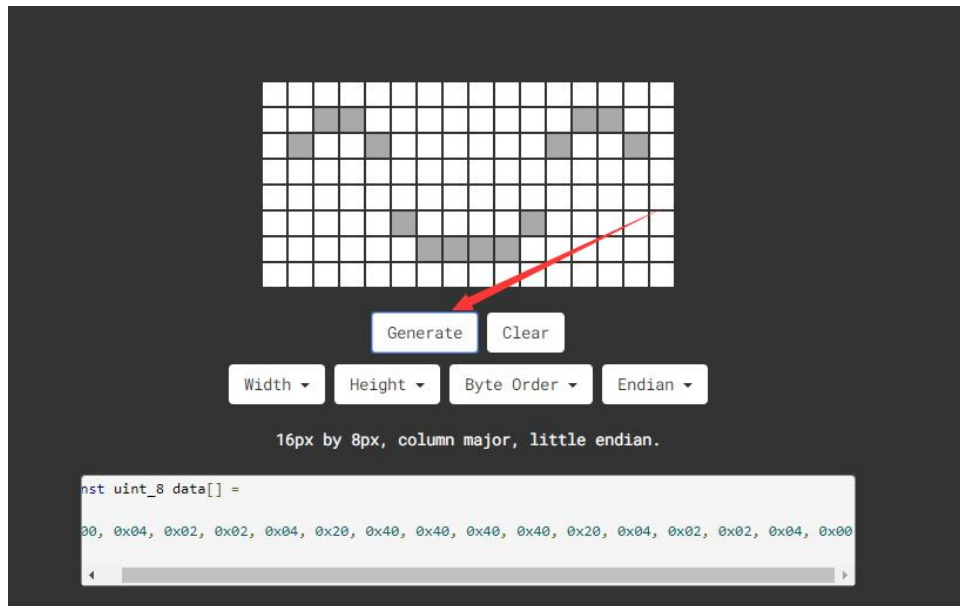 Generate Clear
Width Height Byte Order Endian
16px by 8px, column major, little endian.
nst uint_8 data[] =
00, 0x04, 0x02, 0x02, 0x04, 0x20, 0x40, 0x40, 0x40, 0x40, 0x20, 0x04, 0x02, 0x02, 0x04, 0x00